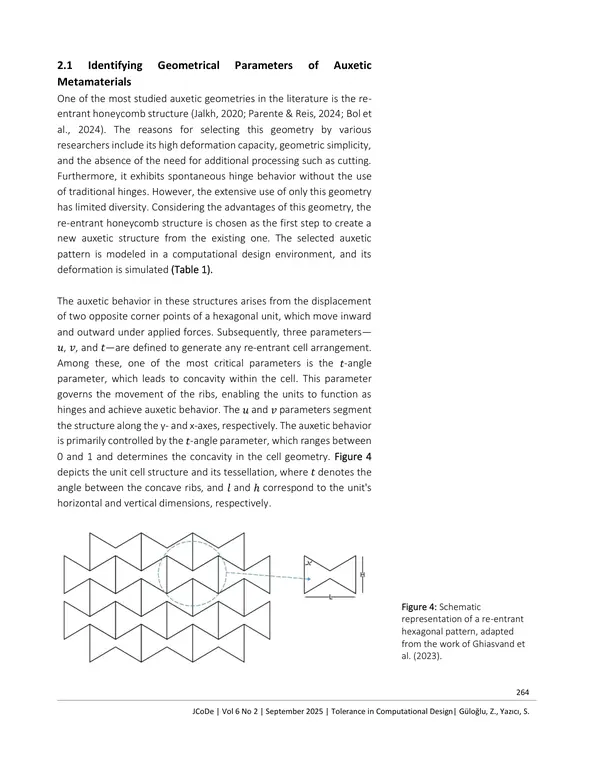 2.1 Identifying Geometrical Parameters of Auxetic
Metamaterials
One of the most studied auxetic geometries in the literature is the re-
entrant honeycomb structure (Jalkh, 2020; Parente & Reis, 2024; Bol et
al., 2024). The reasons for selecting this geometry by various
researchers include its high deformation capacity, geometric simplicity,
and the absence of the need for additional processing such as cutting.
Furthermore, it exhibits spontaneous hinge behavior without the use
of traditional hinges. However, the extensive use of only this geometry
has limited diversity. Considering the advantages of this geometry, the
re-entrant honeycomb structure is chosen as the first step to create a
new auxetic structure from the existing one. The selected auxetic
pattern is modeled in a computational design environment, and its
deformation is simulated (Table 1).
The auxetic behavior in these structures arises from the displacement
of two opposite corner points of a hexagonal unit, which move inward
and outward under applied forces. Subsequently, three parameters—
u, v, and t—are defined to generate any re-entrant cell arrangement.
Among these, one of the most critical parameters is the t-angle
parameter, which leads to concavity within the cell. This parameter
governs the movement of the ribs, enabling the units to function as
hinges and achieve auxetic behavior. The u and v parameters segment
the structure along the y- and x-axes, respectively. The auxetic behavior
is primarily controlled by the t-angle parameter, which ranges between
0 and 1 and determines the concavity in the cell geometry. Figure 4
depicts the unit cell structure and its tessellation, where t denotes the
angle between the concave ribs, and l and h correspond to the unit's
horizontal and vertical dimensions, respectively.
H
L
Figure 4: Schematic
representation of a re-entrant
hexagonal pattern, adapted
from the work of Ghiasvand et
al. (2023).
264
JCoDe | Vol 6 No 2 | September 2025 | Tolerance in Computational Design| Güloğlu, Z., Yazıcı, S.